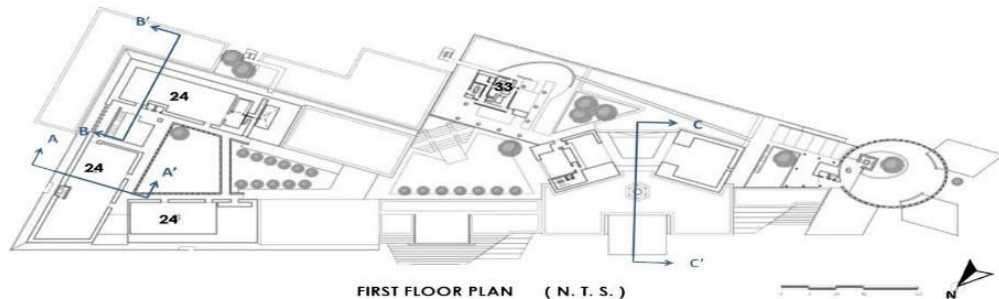 B'
24
33
A
B
C
24
A'
24
C'
FIRST FLOOR PLAN ( N. T. S. )
N